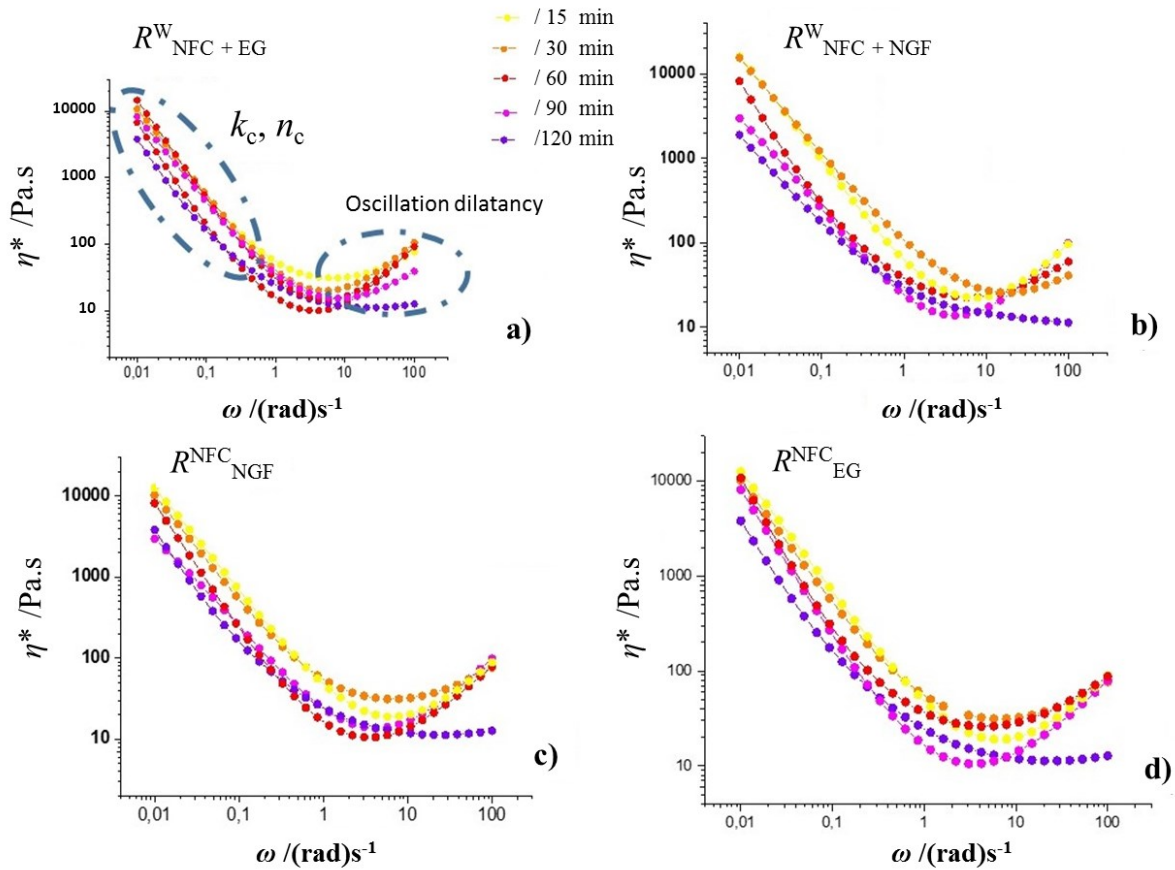 R^W_NFC + EG
/ 15 min
/ 30 min
/ 60 min
/ 90 min
/120 min
k_c, n_c
Oscillation dilatancy
η* /Pa.s
10000
1000
100
10
0,01 0,1 1 10 100
ω /(rad)s⁻¹
a)
R^W_NFC + NGF
η* /Pa.s
10000
1000
100
10
0,01 0,1 1 10 100
ω /(rad)s⁻¹
b)
R^NFC_NGF
η* /Pa.s
10000
1000
100
10
0,01 0,1 1 10 100
ω /(rad)s⁻¹
c)
R^NFC_EG
η* /Pa.s
10000
1000
100
10
0,01 0,1 1 10 100
ω /(rad)s⁻¹
d)